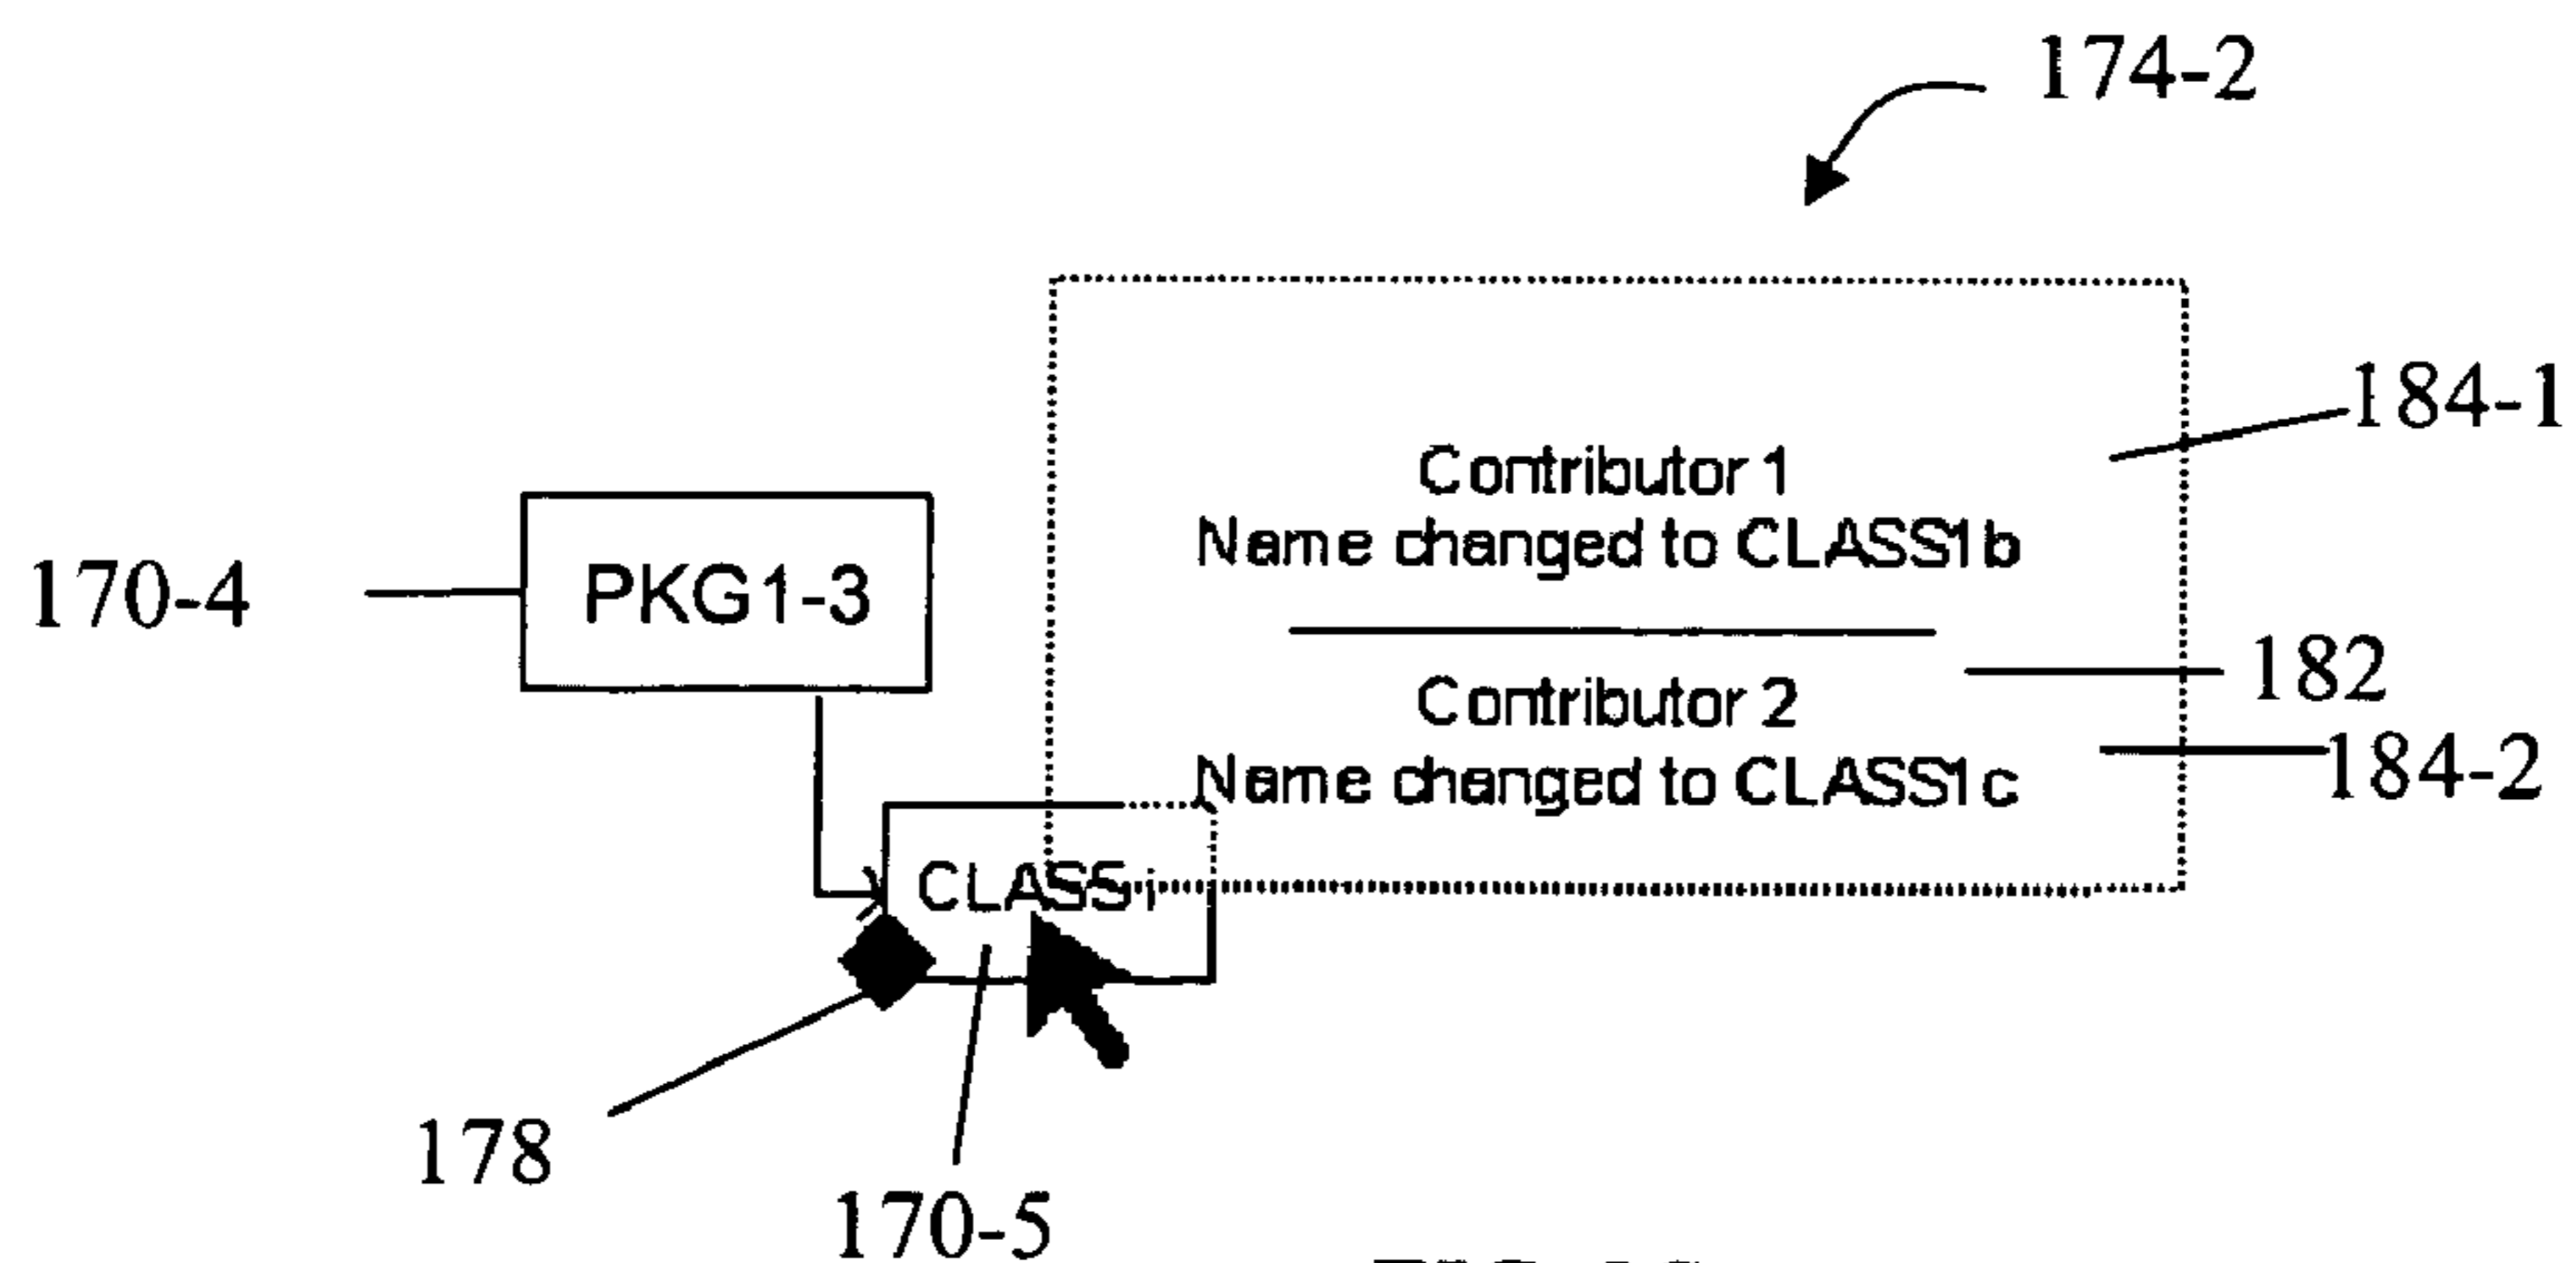 174-2
184-1
Contributor 1
Name changed to CLASS1b
170-4
PKG1-3
182
Contributor 2
Name changed to CLASS1c
184-2
178
170-5